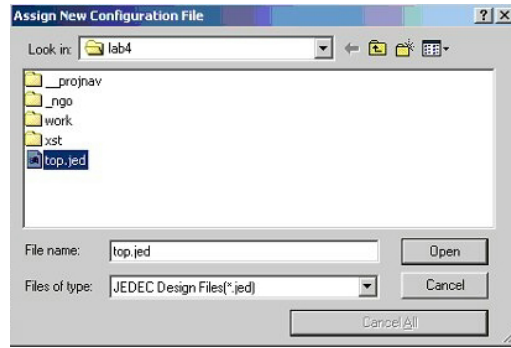 Assign New Configuration File
Look in: lab4
__projnav
_ngo
work
xst
top.jed
File name: top.jed Open
Files of type: JEDEC Design Files(*.jed) Cancel
Cancel All